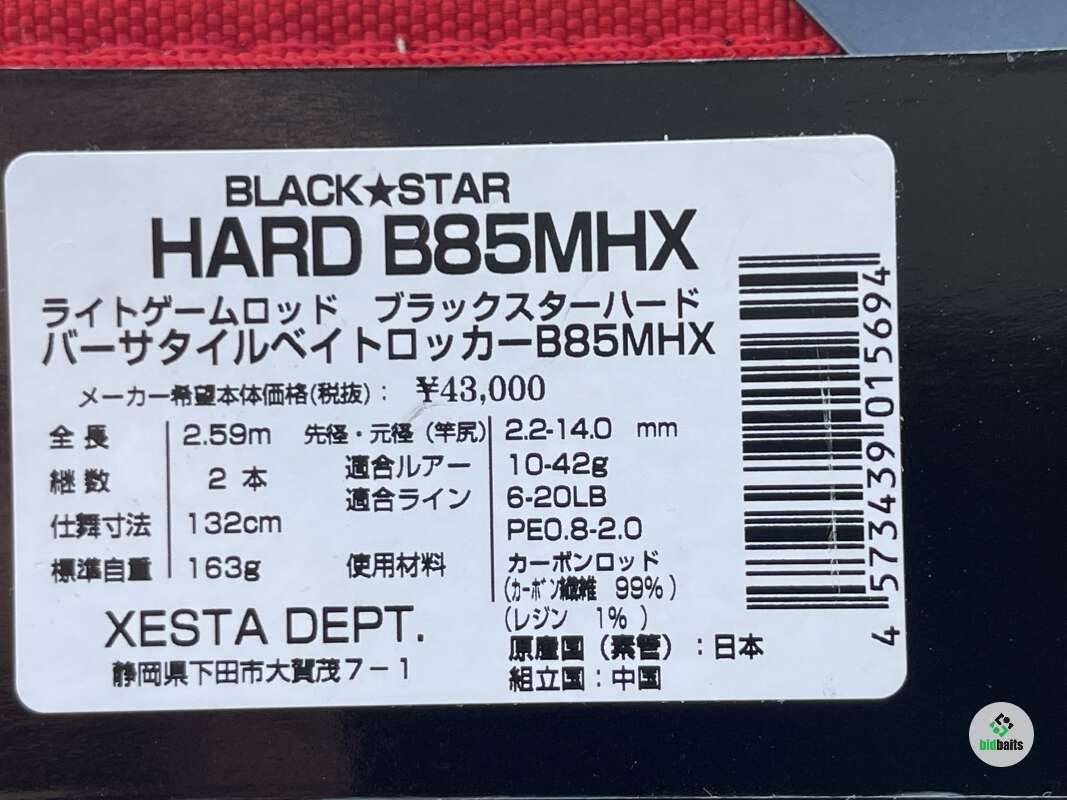 BLACK★STAR
HARD B85MHX
ライトゲームロッド ブラックスターハード
バーサタイルベイトロッカーB85MHX
メーカー希望本体価格(税抜): ¥43,000
全長 2.59m 先径・元径(竿尻) 2.2-14.0 mm
継数 2 本 適合ルアー 10-42g
適合ライン 6-20LB
仕舞寸法 132cm PE0.8-2.0
標準自重 163g 使用材料 カーボンロッド
(カーボン繊維 99%)
(レジン 1%)
XESTA DEPT.
原産国(素管):日本
静岡県下田市大賀茂7-1
組立国:中国
4 573439 015694
bidbaits